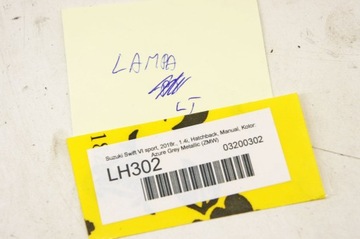 LAMPA
LT
Suzuki Swift VI sport, 2018r., 1.4i, Hatchback, Manual, Kolor:
Azure Grey Metallic (ZMW)
LH302
03200302